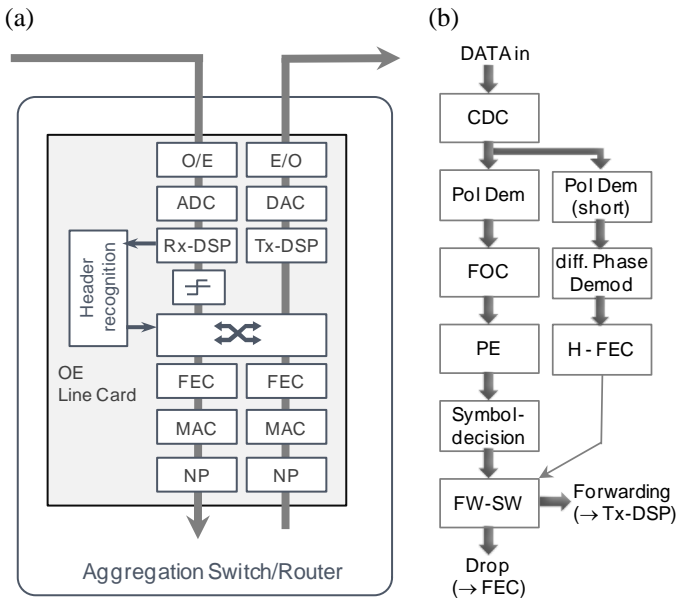 (a)
O/E
E/O
ADC
DAC
Rx-DSP
Tx-DSP
Header
recognition
OE
Line Card
FEC
FEC
MAC
MAC
NP
NP
Aggregation Switch/Router
(b)
DATA in
CDC
Pol Dem
Pol Dem
(short)
FOC
diff. Phase
Demod
PE
H - FEC
Symbol-
decision
FW-SW
Forwarding
(→ Tx-DSP)
Drop
(→ FEC)